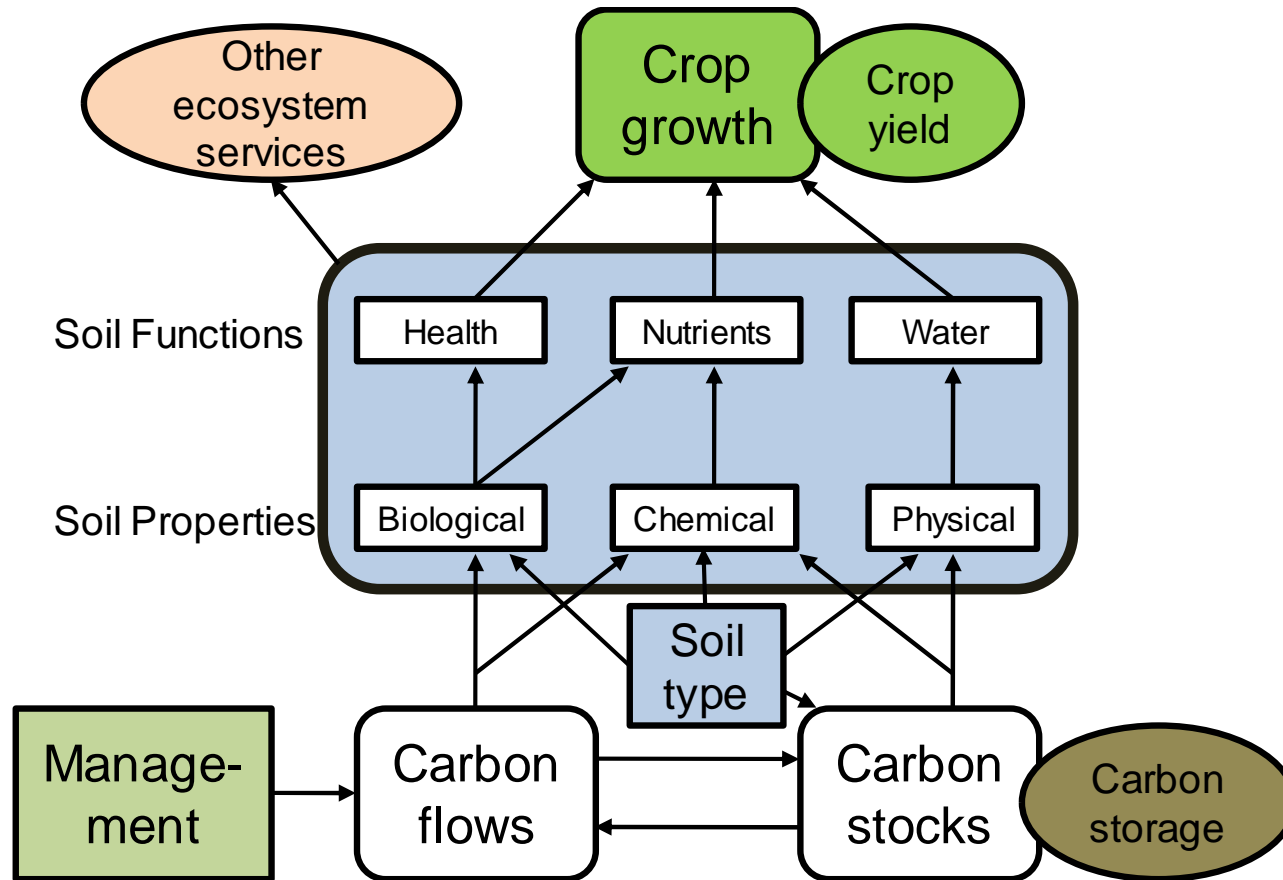 Other
ecosystem
services
Crop
growth
Crop
yield
Soil Functions
Health
Nutrients
Water
Soil Properties
Biological
Chemical
Physical
Soil
type
Manage-
ment
Carbon
flows
Carbon
stocks
Carbon
storage